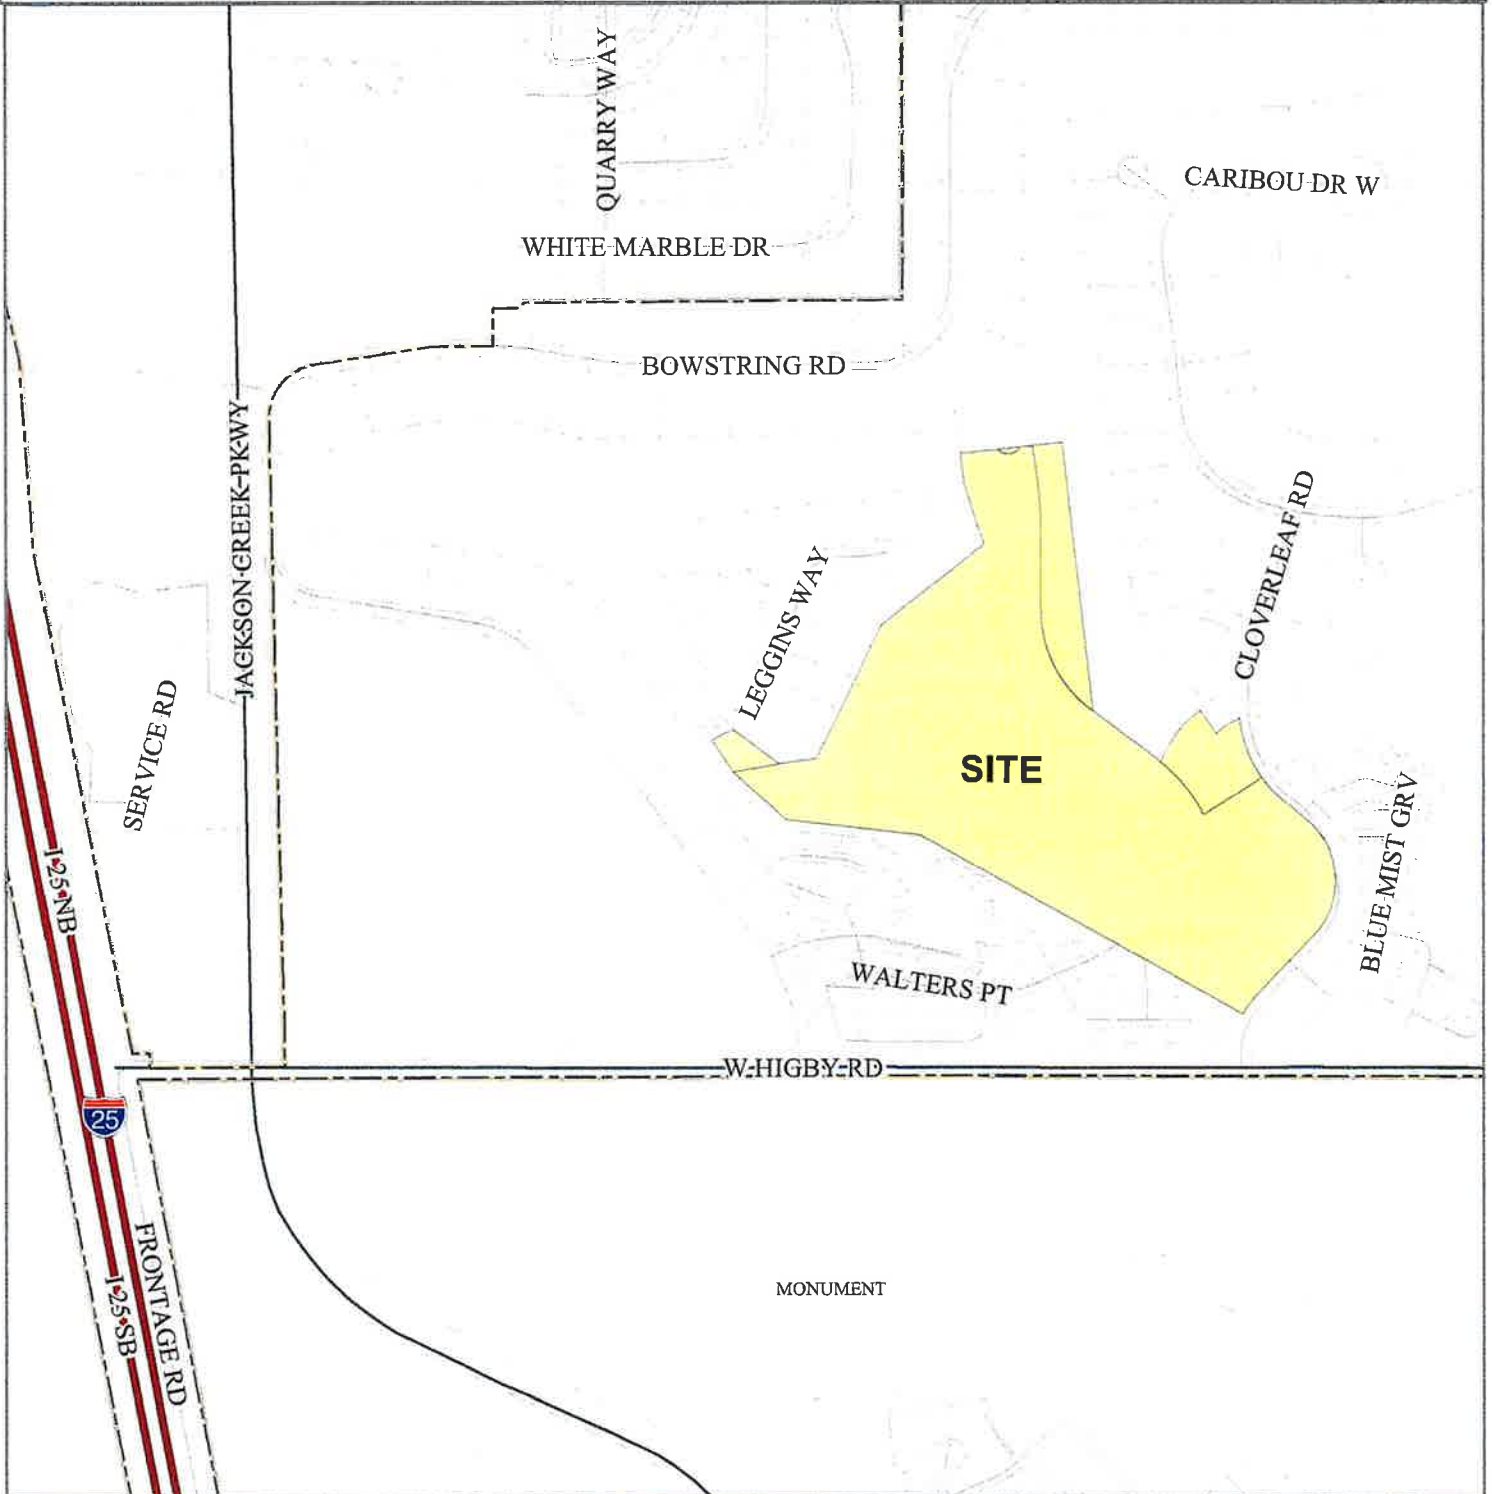 QUARRY WAY
CARIBOU DR W
WHITE MARBLE DR
BOWSTRING RD
JACKSON CREEK PKWY
CLOVERLEAF RD
LEGGINS WAY
SERVICE RD
SITE
BLUE MIST GRV
I-25 NB
WALTERS PT
W HIGBY RD
25
FRONTAGE RD
I-25 SB
MONUMENT